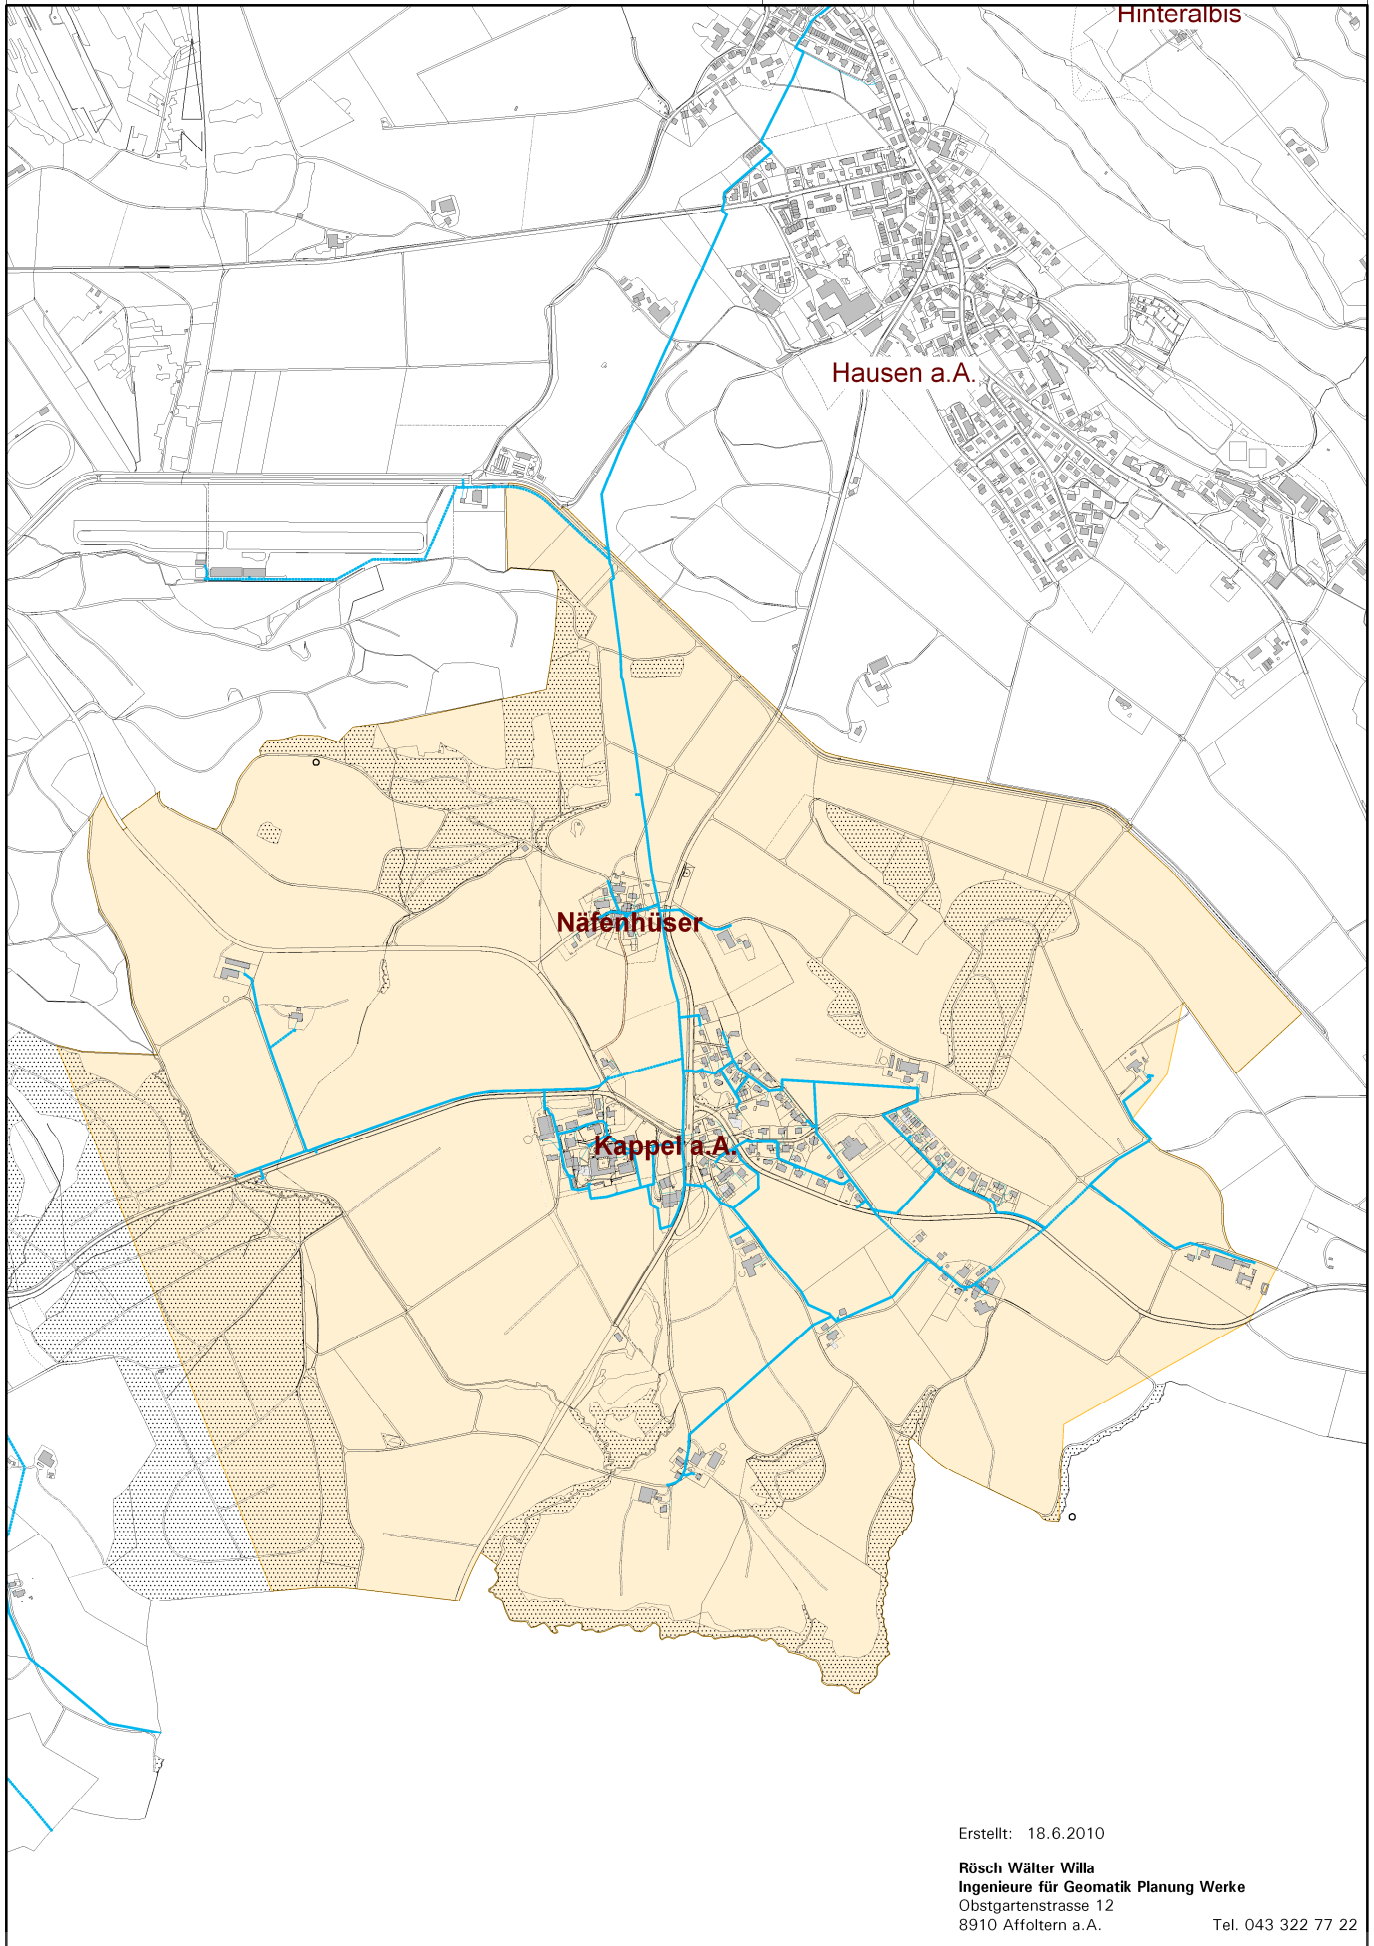 Hinteralbis
Hausen a.A.
Näfenhüser
Kappel a.A.
Erstellt: 18.6.2010
Rösch Wälter Willa
Ingenieure für Geomatik Planung Werke
Obstgartenstrasse 12
8910 Affoltern a.A. Tel. 043 322 77 22